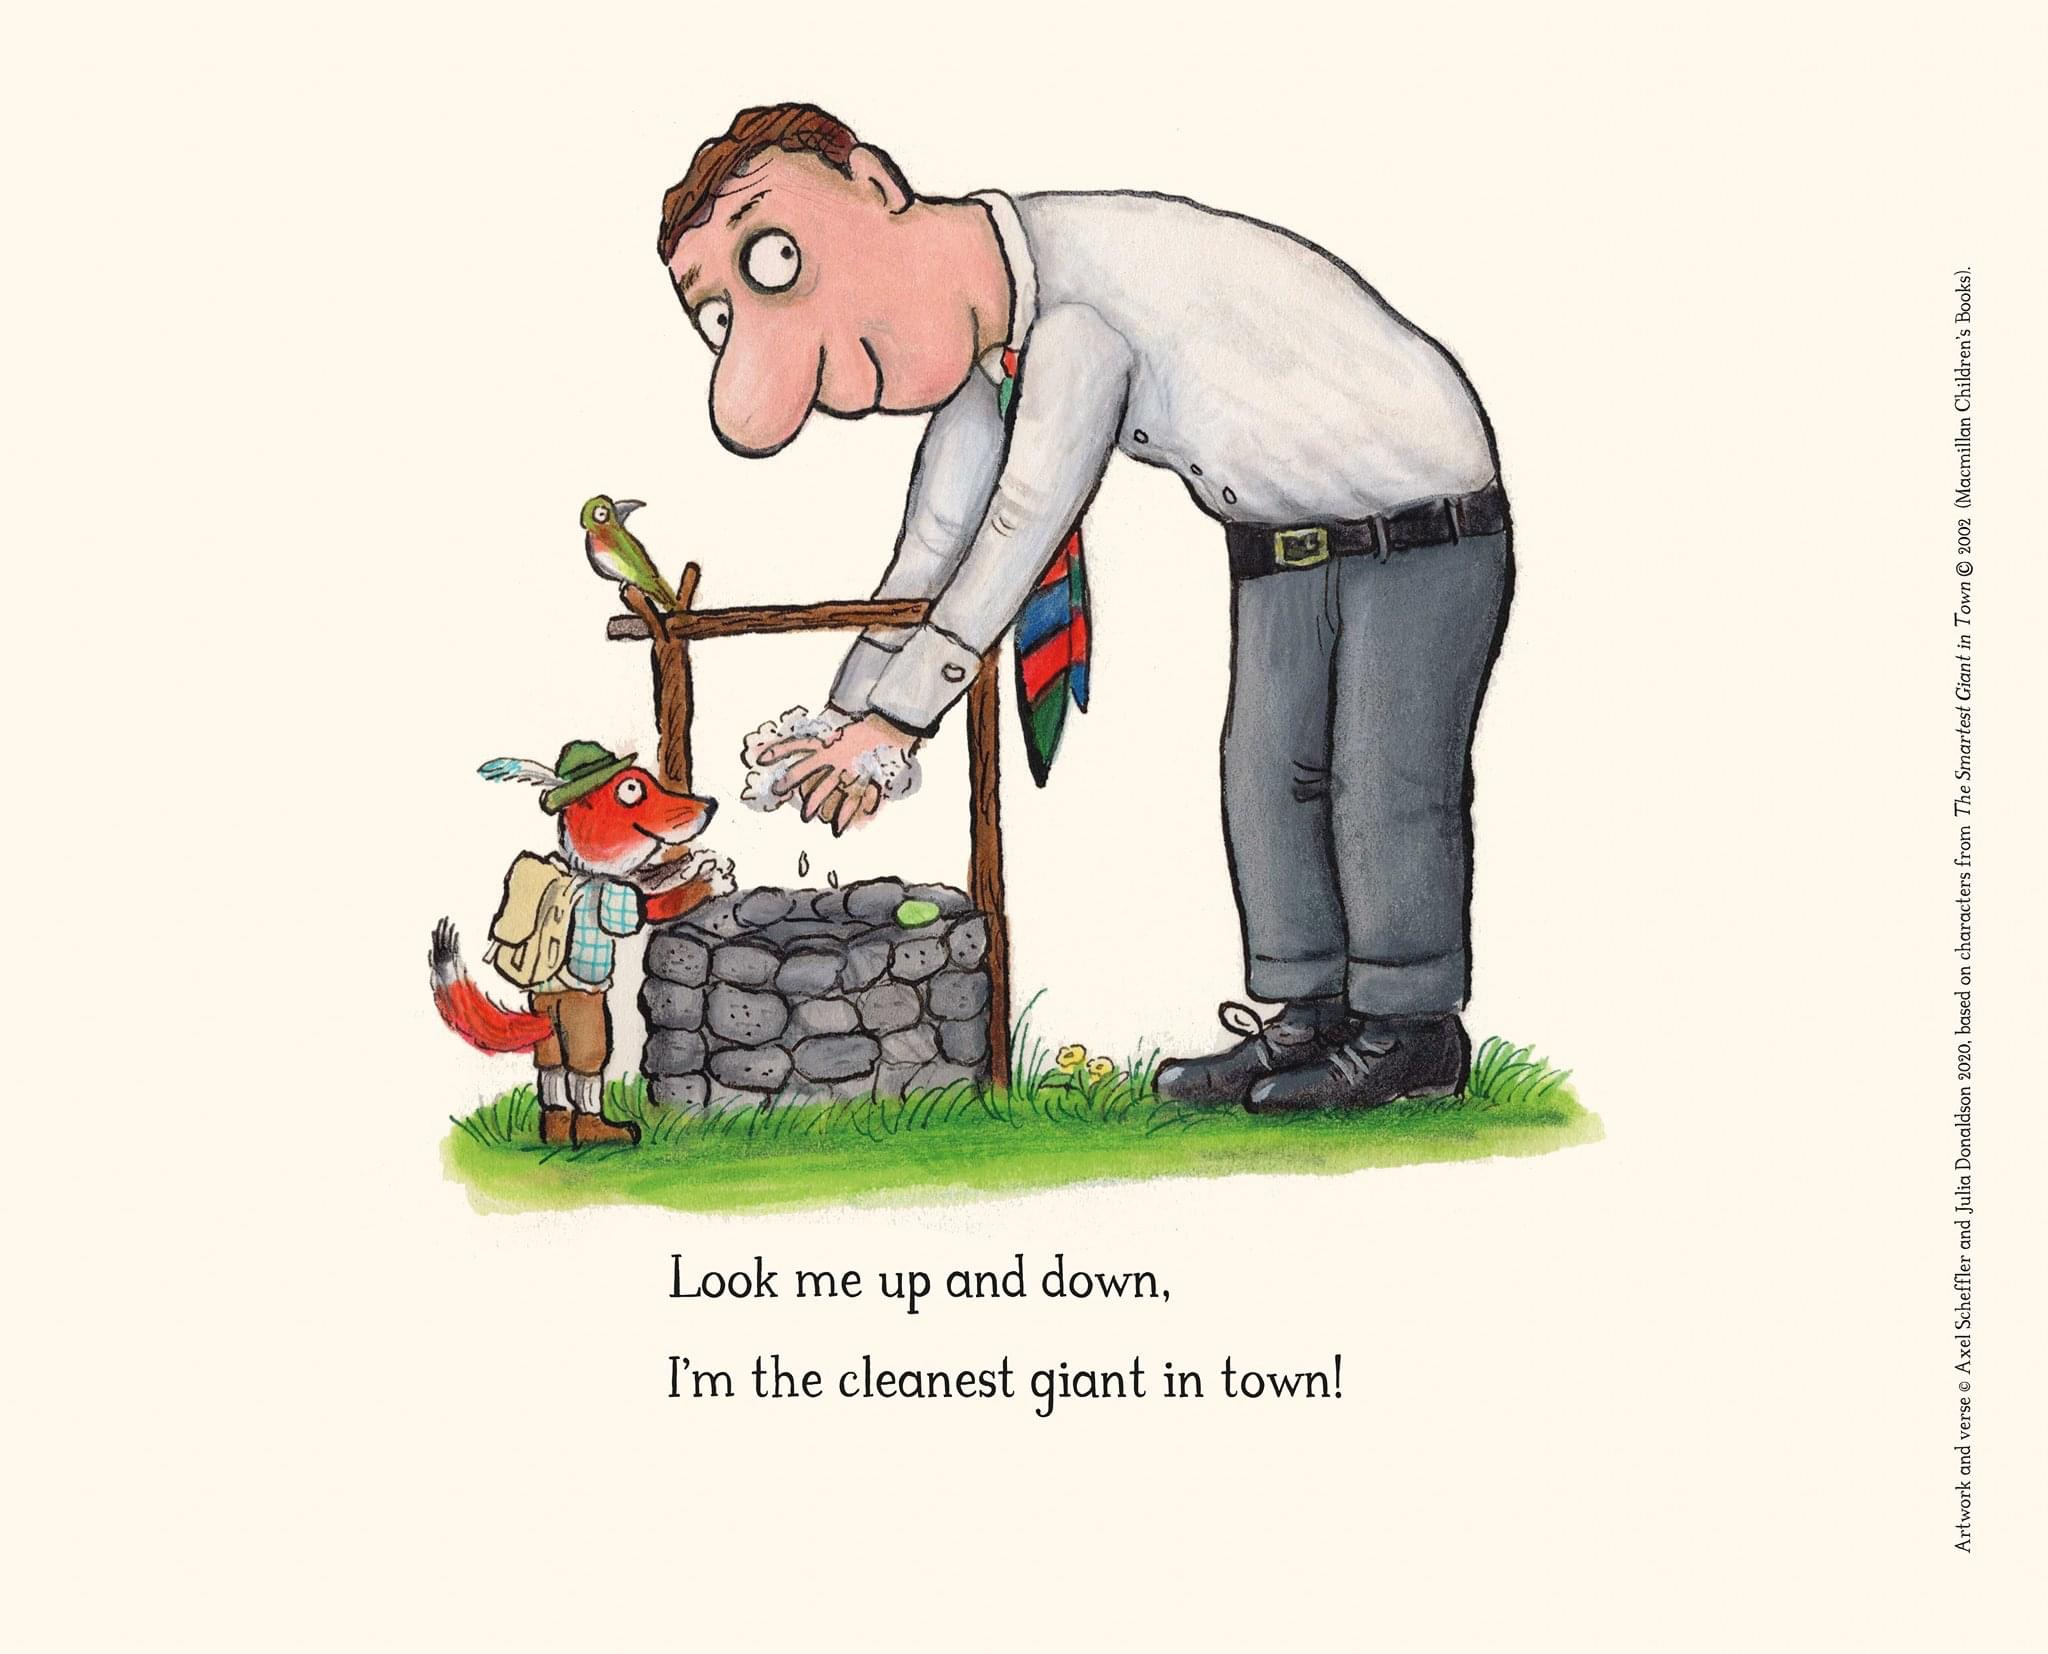 Look me up and down,
I'm the cleanest giant in town!
Artwork and verse © Axel Scheffler and Julia Donaldson 2020, based on characters from The Smartest Giant in Town © 2002 (Macmillan Children's Books).